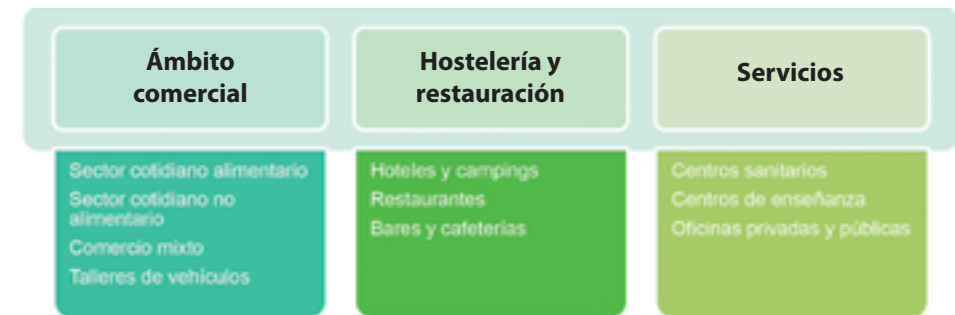 Ámbito
comercial
Hostelería y
restauración
Servicios
Sector cotidiano alimentario
Sector cotidiano no
alimentario
Comercio mixto
Talleres de vehículos
Hoteles y campings
Restaurantes
Bares y cafeterías
Centros sanitarios
Centros de enseñanza
Oficinas privadas y públicas